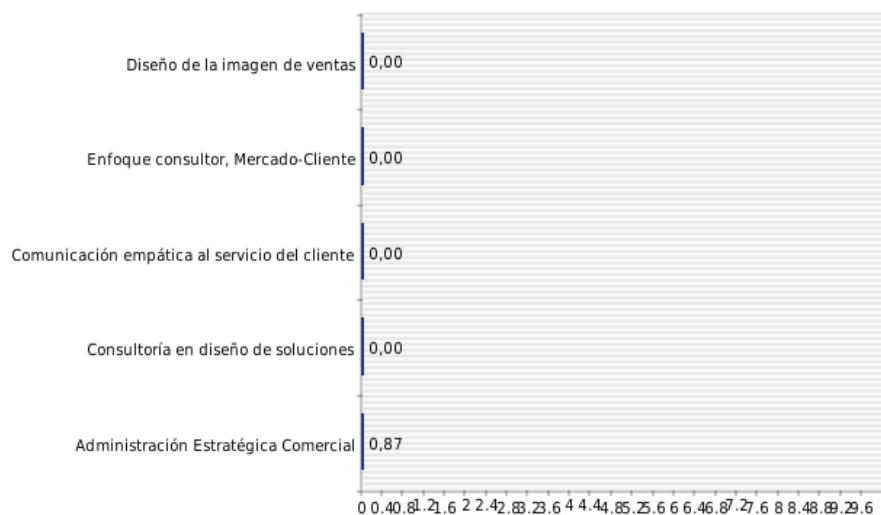 Diseño de la imagen de ventas 0,00
Enfoque consultor, Mercado-Cliente 0,00
Comunicación empática al servicio del cliente 0,00
Consultoría en diseño de soluciones 0,00
Administración Estratégica Comercial 0,87
0 0.4 0.8 1.2 1.6 2 2.4 2.8 3.2 3.6 4 4.4 4.8 5.2 5.6 6 6.4 6.8 7.2 7.6 8 8.4 8.8 9.2 9.6